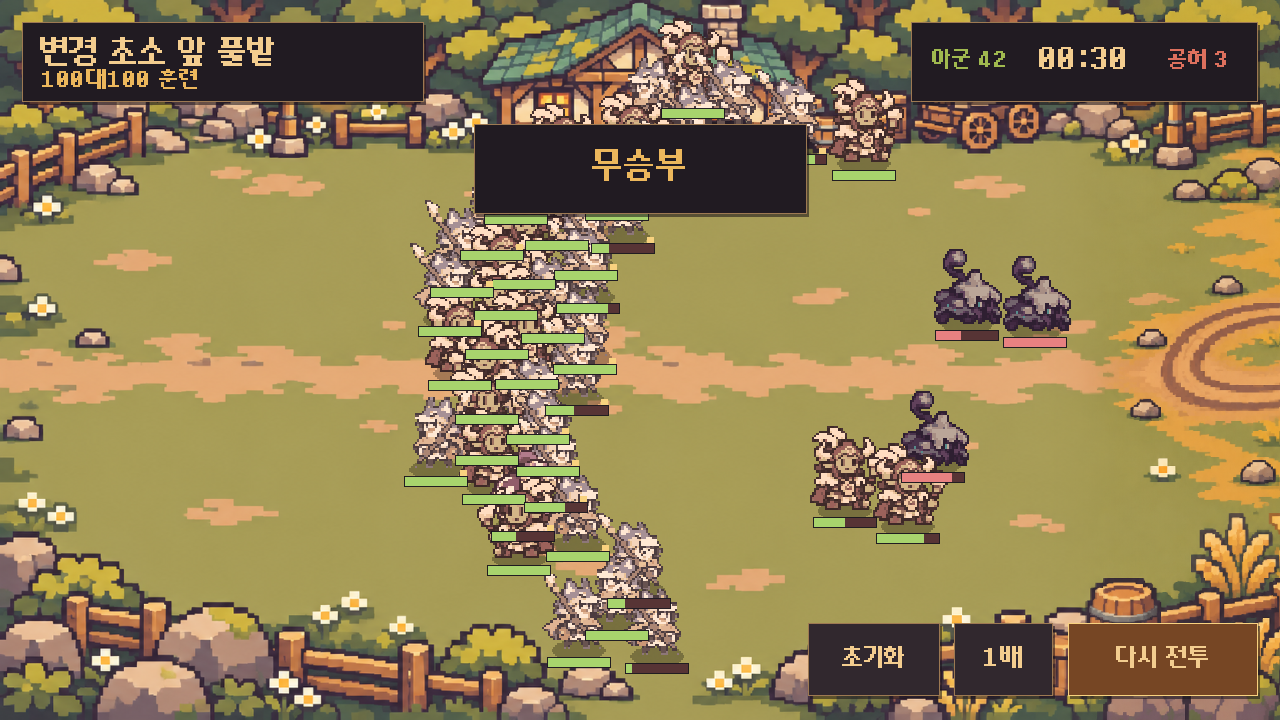 변경 초소 앞 풀밭
100대100 훈련
아군 42
00:30
공허 3
무승부
초기화
1배
다시 전투